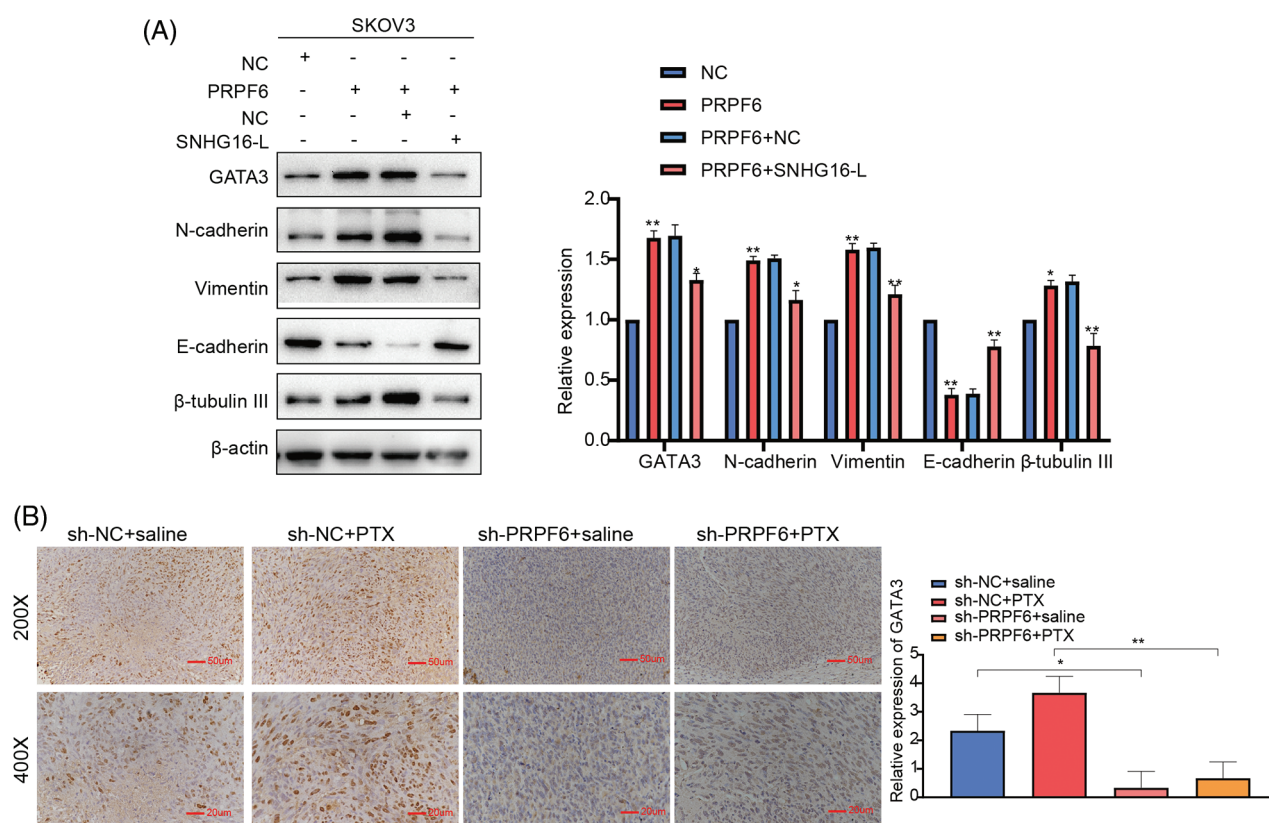 (A)
SKOV3
NC + - - -
PRPF6 - + + +
NC - - + -
SNHG16-L - - - +
GATA3
N-cadherin
Vimentin
E-cadherin
β-tubulin III
β-actin
NC
PRPF6
PRPF6+NC
PRPF6+SNHG16-L
Relative expression
2.0
1.5
1.0
0.5
0.0
** *
** *
** **
** **
* **
GATA3 N-cadherin Vimentin E-cadherin β-tubulin III
(B)
sh-NC+saline sh-NC+PTX sh-PRPF6+saline sh-PRPF6+PTX
200X
50um 50um 50um 50um
400X
20um 20um 20um 20um
sh-NC+saline
sh-NC+PTX
sh-PRPF6+saline
sh-PRPF6+PTX
Relative expression of GATA3
5
4
3
2
1
0
* **